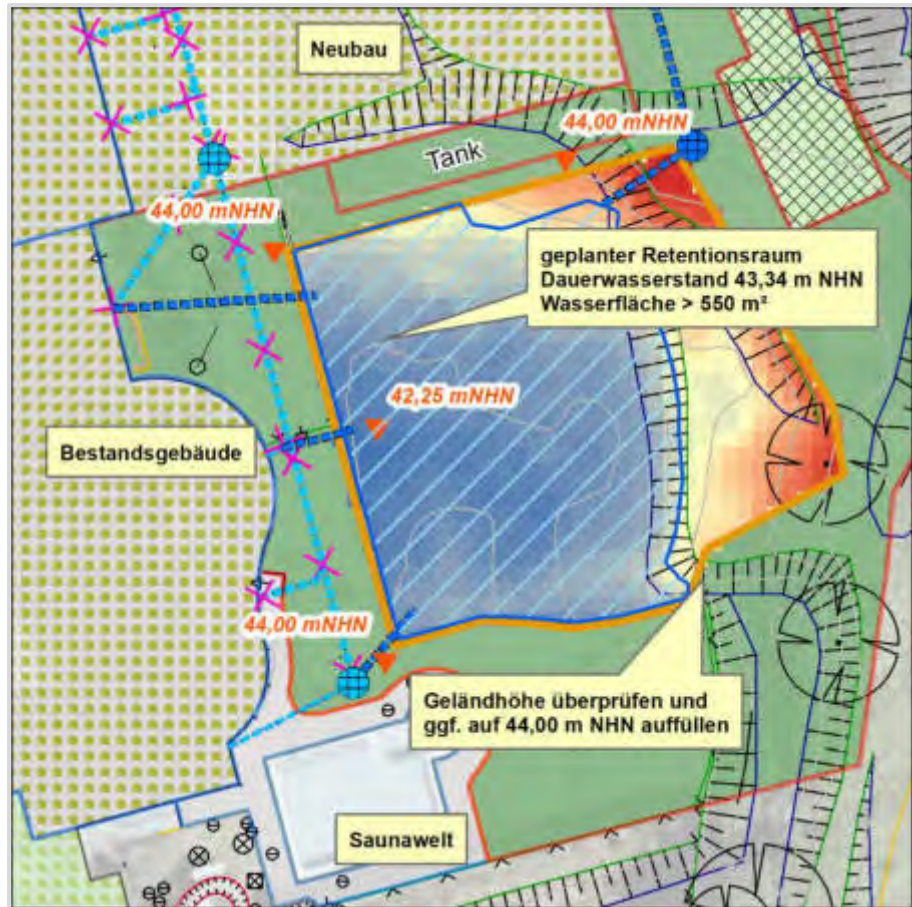 Neubau
44,00 mNHN
Tank
44,00 mNHN
geplanter Retentionsraum
Dauerwasserstand 43,34 m NHN
Wasserfläche > 550 m²
42,25 mNHN
Bestandsgebäude
44,00 mNHN
Geländhöhe überprüfen und
ggf. auf 44,00 m NHN auffüllen
Saunawelt